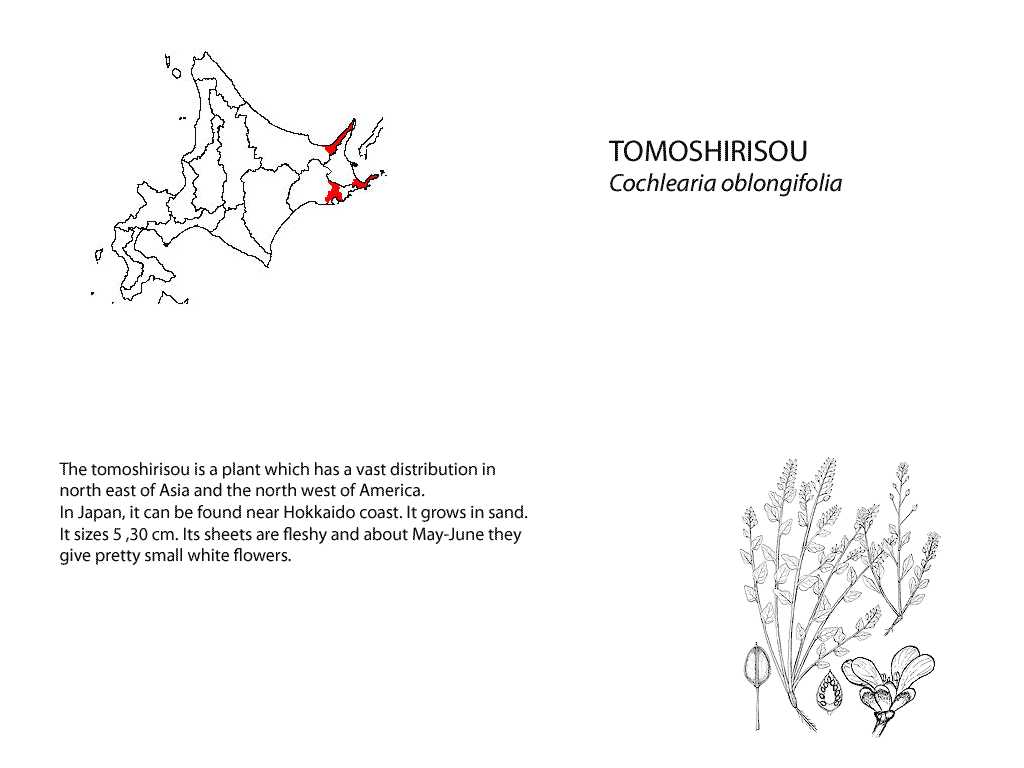 TOMOSHIRISOU
Cochlearia oblongifolia
The tomoshirisou is a plant which has a vast distribution in
north east of Asia and the north west of America.
In Japan, it can be found near Hokkaido coast. It grows in sand.
It sizes 5 ,30 cm. Its sheets are fleshy and about May-June they
give pretty small white flowers.